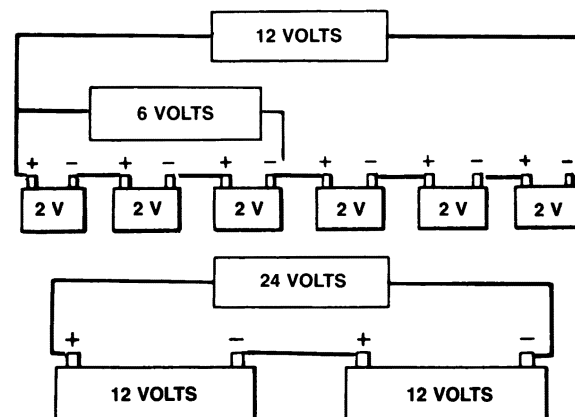 12 VOLTS
6 VOLTS
+ − + − + − + − + − + −
2 V 2 V 2 V 2 V 2 V 2 V
24 VOLTS
+ − + −
12 VOLTS 12 VOLTS